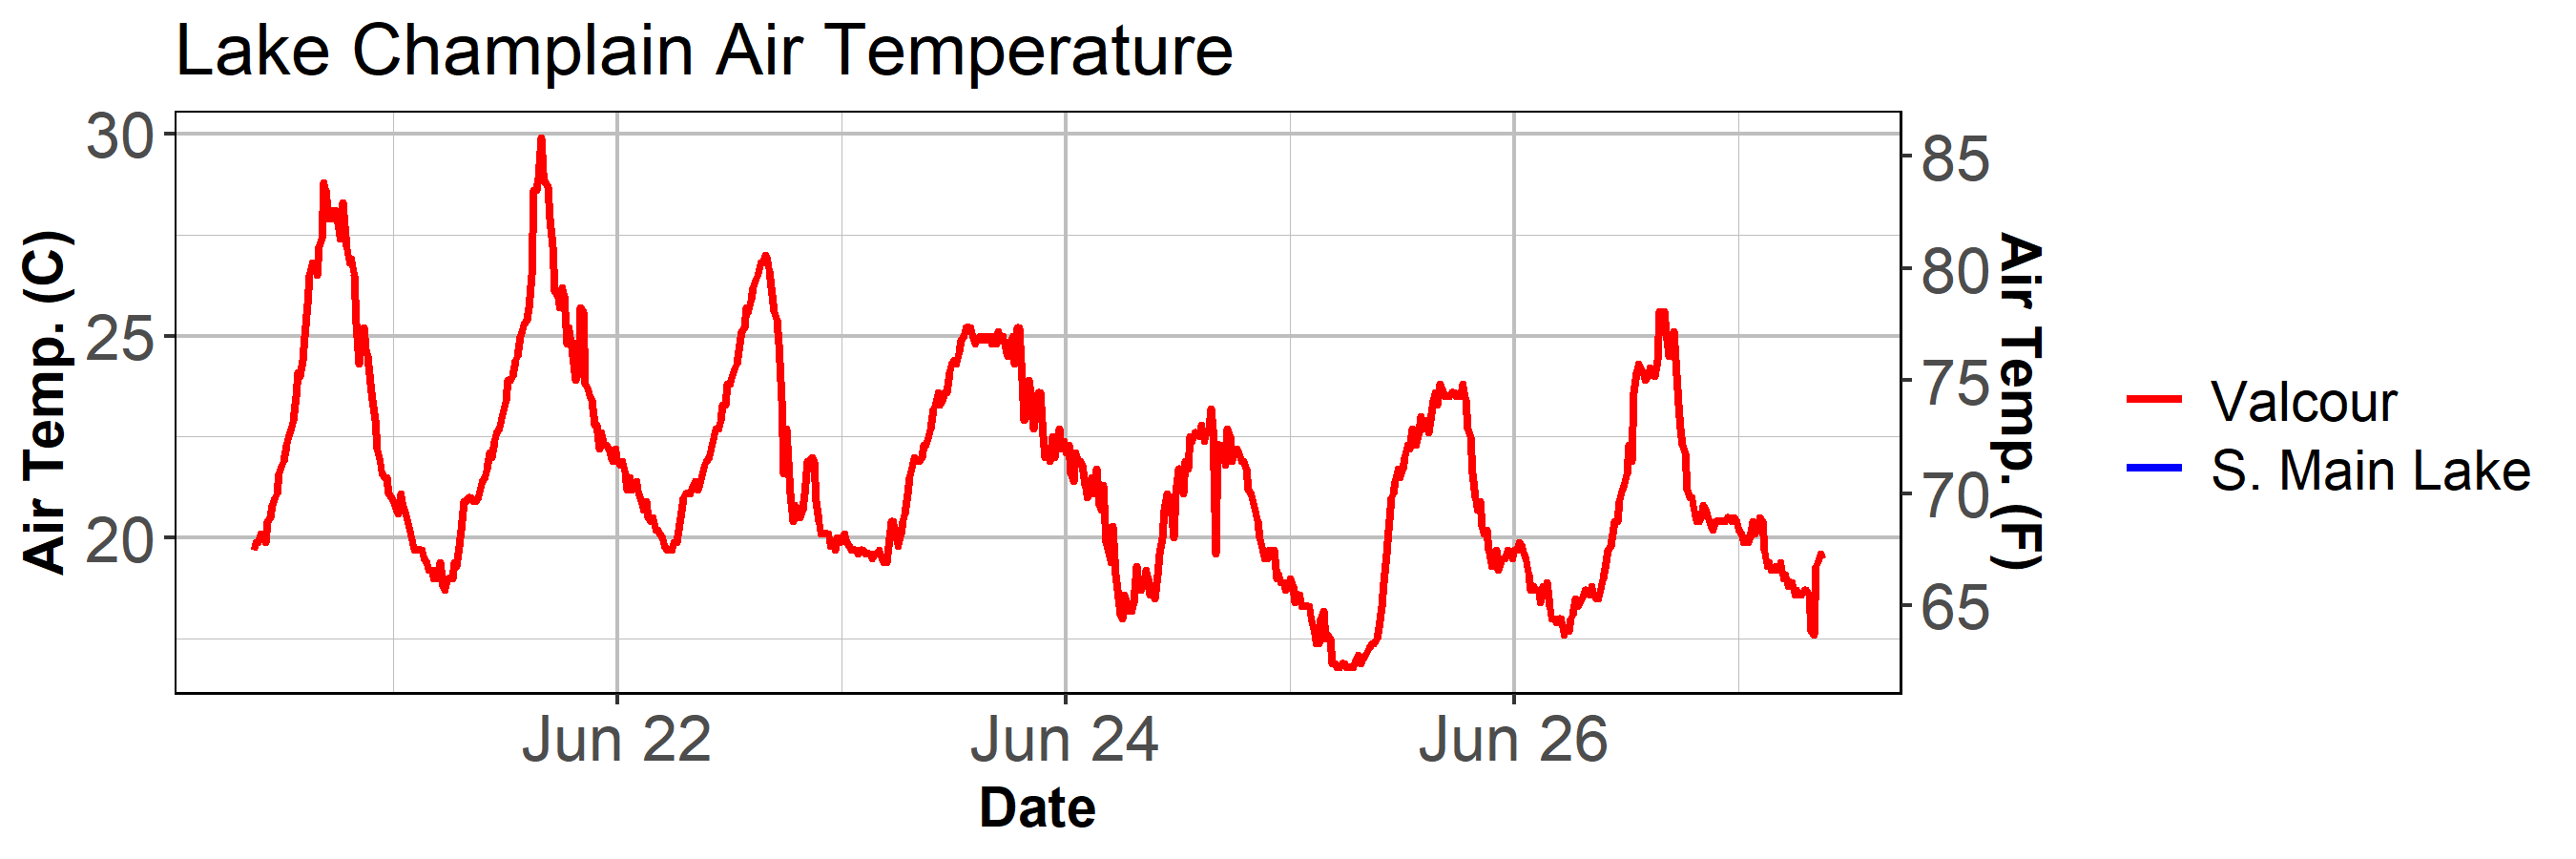 Lake Champlain Air Temperature
Air Temp. (C)
30
25
20
85
80
75
70
65
Air Temp. (F)
Jun 22
Jun 24
Jun 26
Date
Valcour
S. Main Lake